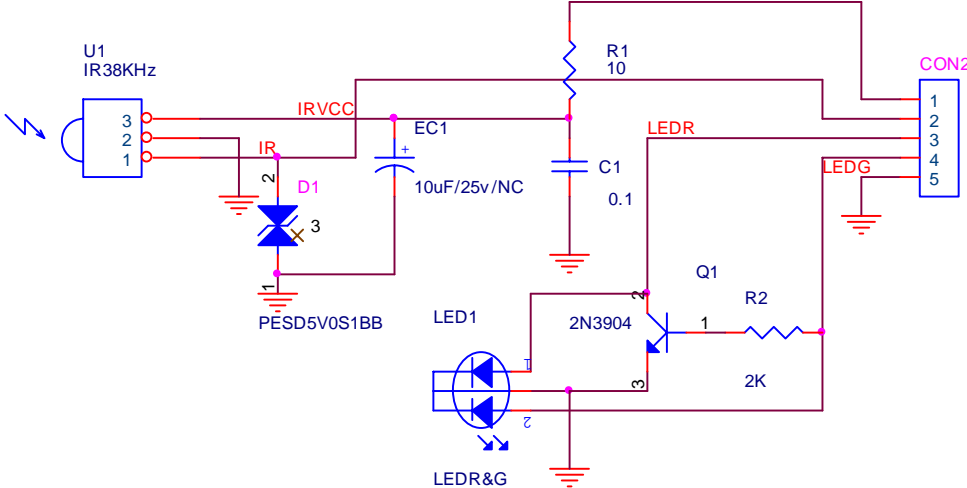 U1
IR38KHz
3
2
1
IRVCC
IR
2
D1
3
1
PESD5V0S1BB
EC1
+
10uF/25v/NC
R1
10
C1
0.1
CON2
1
2
3
4
5
LEDR
LEDG
Q1
2N3904
2
1
3
R2
2K
LED1
1
2
LEDR&G